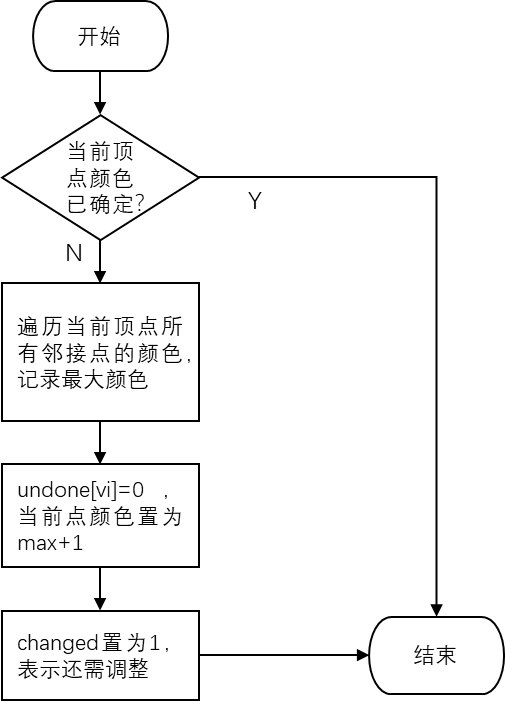 开始
当前顶
点颜色
已确定?
Y
N
遍历当前顶点所
有邻接点的颜色,
记录最大颜色
undone[vi]=0 ,
当前点颜色置为
max+1
changed置为1,
表示还需调整
结束